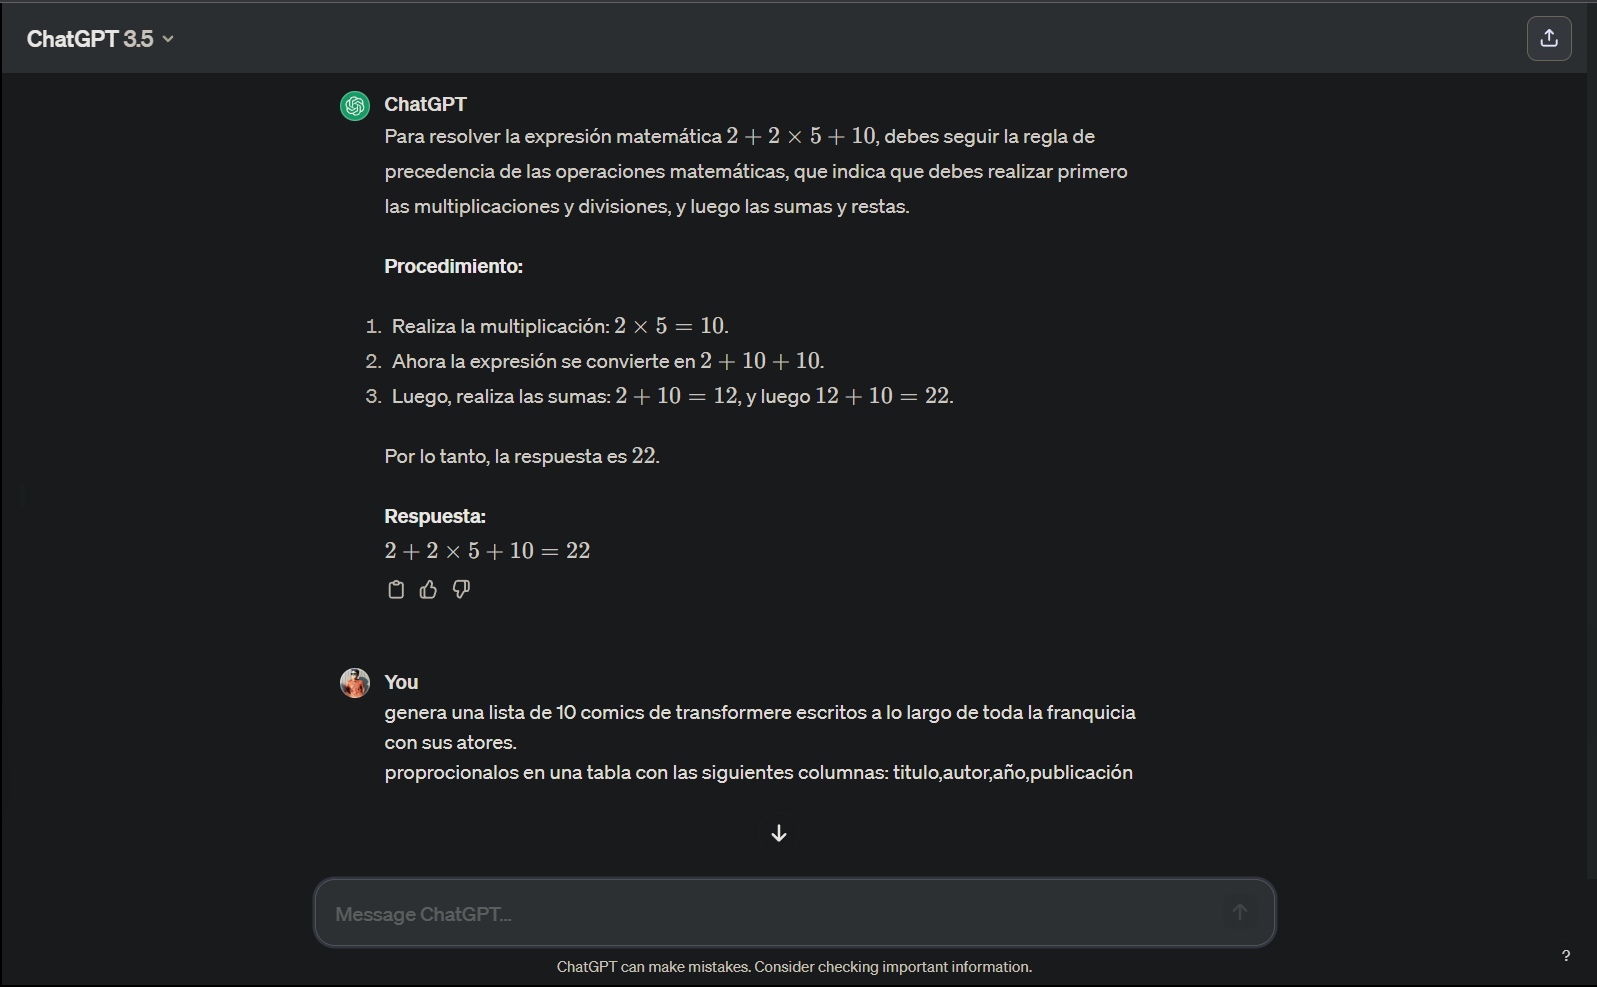 ChatGPT 3.5
ChatGPT
Para resolver la expresión matemática 2 + 2 × 5 + 10, debes seguir la regla de
precedencia de las operaciones matemáticas, que indica que debes realizar primero
las multiplicaciones y divisiones, y luego las sumas y restas.
Procedimiento:
1. Realiza la multiplicación: 2 × 5 = 10.
2. Ahora la expresión se convierte en 2 + 10 + 10.
3. Luego, realiza las sumas: 2 + 10 = 12, y luego 12 + 10 = 22.
Por lo tanto, la respuesta es 22.
Respuesta:
2 + 2 × 5 + 10 = 22
You
genera una lista de 10 comics de transformere escritos a lo largo de toda la franquicia
con sus atores.
proprocionalos en una tabla con las siguientes columnas: titulo,autor,año,publicación
Message ChatGPT...
ChatGPT can make mistakes. Consider checking important information.
?